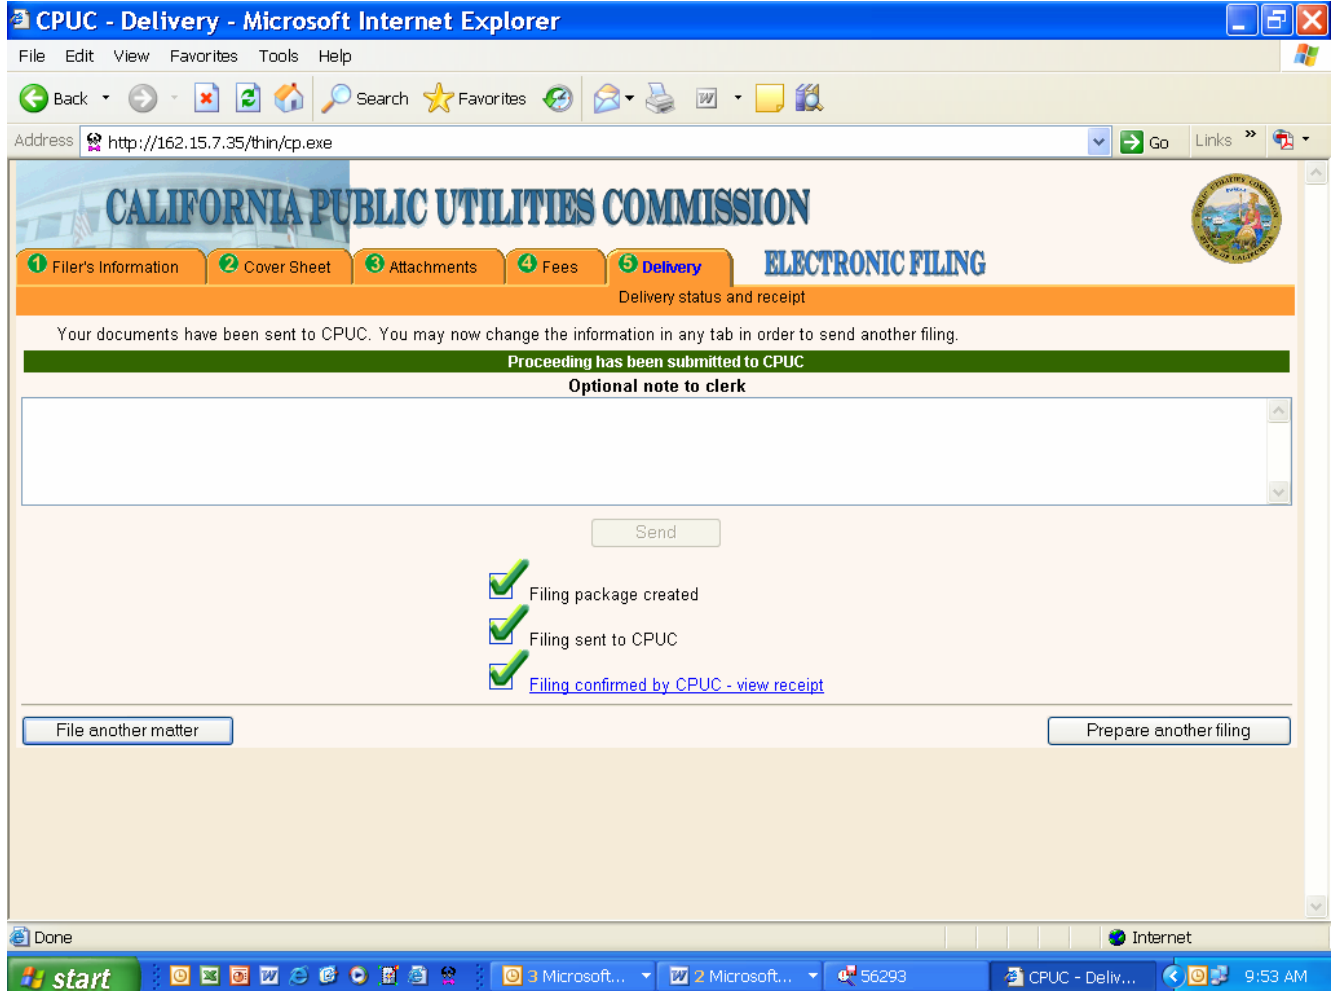 CPUC - Delivery - Microsoft Internet Explorer
File Edit View Favorites Tools Help
Back Search Favorites
Address http://162.15.7.35/thin/cp.exe Go Links »
CALIFORNIA PUBLIC UTILITIES COMMISSION
1 Filer's Information 2 Cover Sheet 3 Attachments 4 Fees 5 Delivery ELECTRONIC FILING
Delivery status and receipt
Your documents have been sent to CPUC. You may now change the information in any tab in order to send another filing.
Proceeding has been submitted to CPUC
Optional note to clerk
Send
Filing package created
Filing sent to CPUC
Filing confirmed by CPUC - view receipt
File another matter Prepare another filing
Done Internet
start 3 Microsoft... 2 Microsoft... 56293 CPUC - Deliv... 9:53 AM